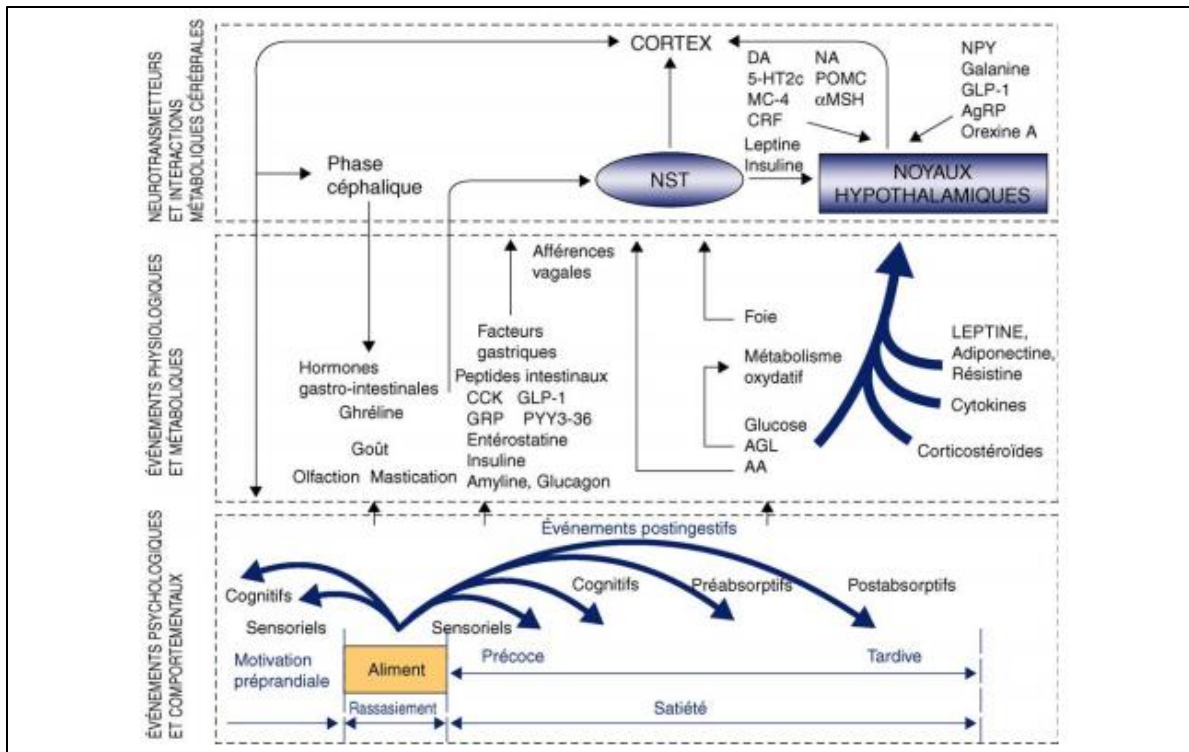 NEUROTRANSMETTEURS
ET INTERACTIONS
MÉTABOLIQUES CÉRÉBRALES
CORTEX
DA NA
5-HT2c POMC
MC-4 αMSH
CRF
NPY
Galanine
GLP-1
AgRP
Orexine A
Phase
céphalique
NST
Leptine
Insuline
NOYAUX
HYPOTHALAMIQUES
ÉVÉNEMENTS PHYSIOLOGIQUES
ET MÉTABOLIQUES
Afférences
vagales
Hormones
gastro-intestinales
Ghréline
Goût
Olfaction Mastication
Facteurs
gastriques
Peptides intestinaux
CCK GLP-1
GRP PYY3-36
Entérostatine
Insuline
Amyline, Glucagon
Foie
Métabolisme
oxydatif
Glucose
AGL
AA
LEPTINE,
Adiponectine,
Résistine
Cytokines
Corticostéroïdes
ÉVÉNEMENTS PSYCHOLOGIQUES
ET COMPORTEMENTAUX
Événements postingestifs
Cognitifs
Sensoriels
Sensoriels
Cognitifs
Préabsorptifs
Postabsorptifs
Motivation
préprandiale
Aliment
Précoce
Tardive
Rassasiement
Satiété